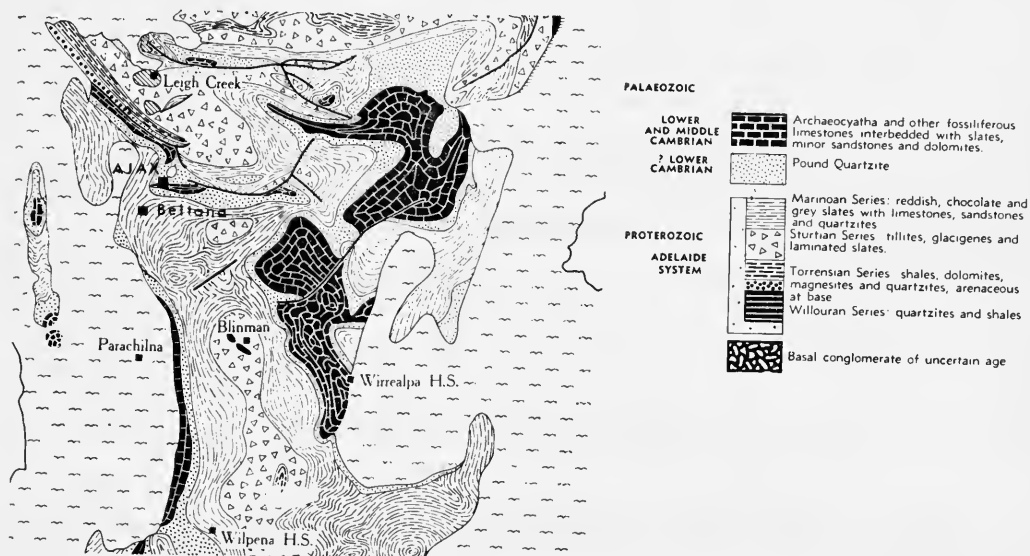 Leigh Creek
AJAX
Beltana
Blinman
Parachilna
Wirrealpa H.S.
Wilpena H.S.
PALAEOZOIC
LOWER
AND MIDDLE
CAMBRIAN
Archaeocyatha and other fossiliferous
limestones interbedded with slates,
minor sandstones and dolomites.
? LOWER
CAMBRIAN
Pound Quartzite
PROTEROZOIC
ADELAIDE
SYSTEM
Marinoan Series: reddish, chocolate and
grey slates with limestones, sandstones
and quartzites
Sturtian Series tillites, glacigenes and
laminated slates.
Torrensian Series shales, dolomites,
magnesites and quartzites, arenaceous
at base
Willouran Series: quartzites and shales
Basal conglomerate of uncertain age